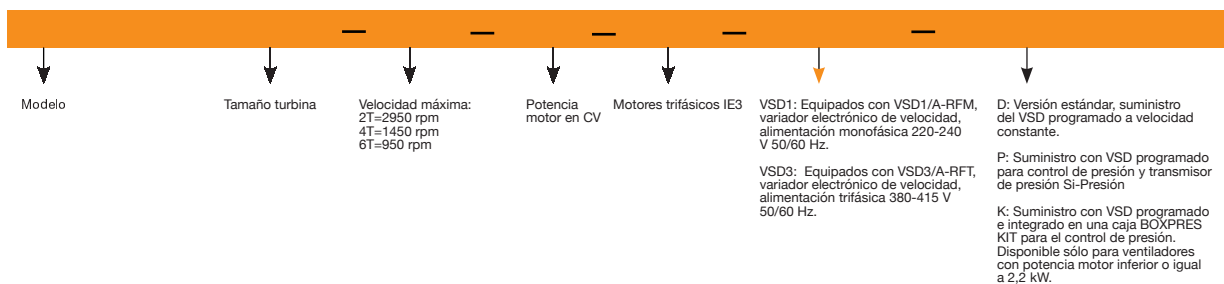 Modelo
Tamaño turbina
Velocidad máxima:
2T=2950 rpm
4T=1450 rpm
6T=950 rpm
Potencia
motor en CV
Motores trifásicos IE3
VSD1: Equipados con VSD1/A-RFM,
variador electrónico de velocidad,
alimentación monofásica 220-240
V 50/60 Hz.
VSD3: Equipados con VSD3/A-RFT,
variador electrónico de velocidad,
alimentación trifásica 380-415 V
50/60 Hz.
D: Versión estándar, suministro
del VSD programado a velocidad
constante.
P: Suministro con VSD programado
para control de presión y transmisor
de presión Si-Presión
K: Suministro con VSD programado
e integrado en una caja BOXPRES
KIT para el control de presión.
Disponible sólo para ventiladores
con potencia motor inferior o igual
a 2,2 kW.